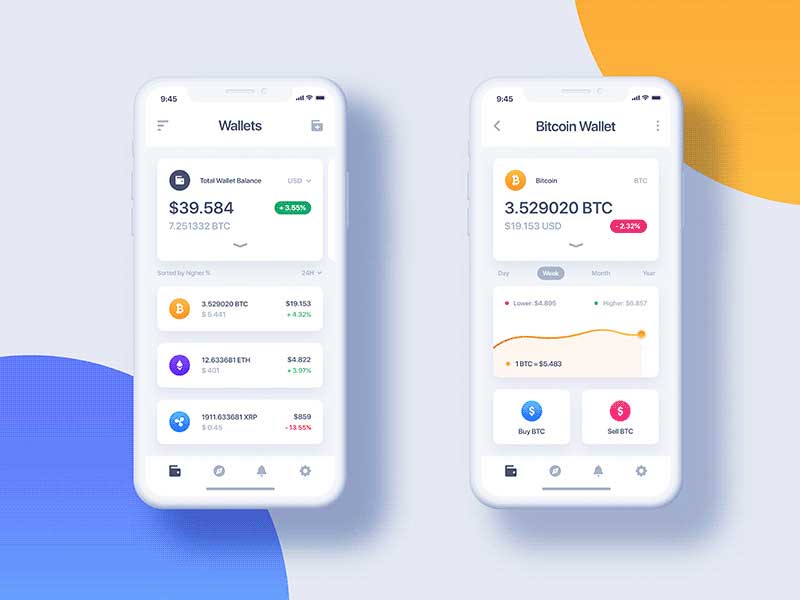 9:45
Wallets
Total Wallet Balance USD
$39.584 + 3.55%
7.251332 BTC
Sorted by higher % 24H
3.529020 BTC $19.153
$ 5.441 + 4.32%
12.633681 ETH $4.822
$ 401 + 3.97%
1911.633681 XRP $859
$ 0.45 - 13.55%
9:45
Bitcoin Wallet
Bitcoin BTC
3.529020 BTC
$19.153 USD - 2.32%
Day Week Month Year
Lower: $4.895 Higher: $6.857
1 BTC = $5.483
Buy BTC Sell BTC